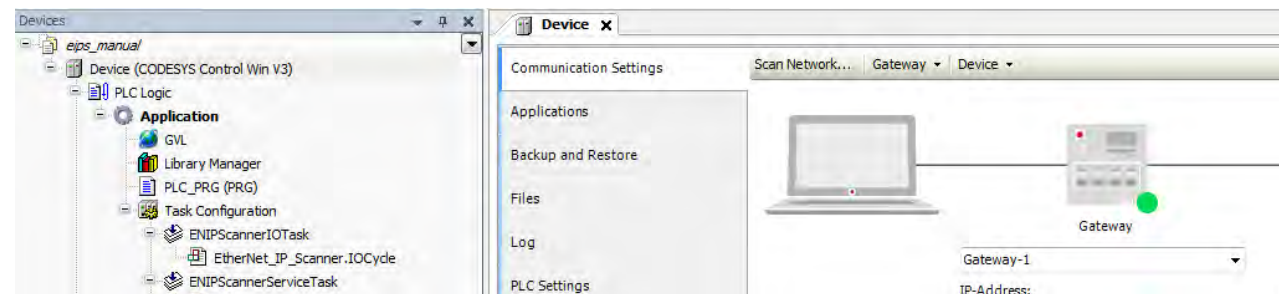 Devices
eips_manual
Device (CODESYS Control Win V3)
PLC Logic
Application
GVL
Library Manager
PLC_PRG (PRG)
Task Configuration
ENIPScannerIOTask
EtherNet_IP_Scanner.IOCycle
ENIPScannerServiceTask
Device
Communication Settings
Applications
Backup and Restore
Files
Log
PLC Settings
Scan Network... Gateway Device
Gateway
Gateway-1
IP-Address: